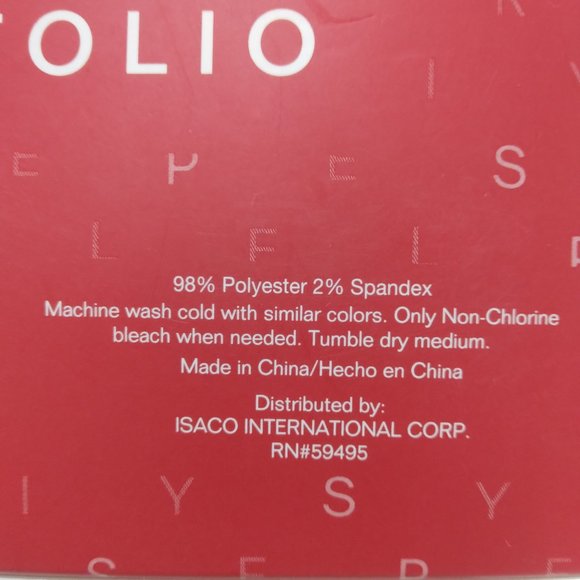 TOLIO
P E S
L F L
98% Polyester 2% Spandex
Machine wash cold with similar colors. Only Non-Chlorine
bleach when needed. Tumble dry medium.
Made in China/Hecho en China
Distributed by:
ISACO INTERNATIONAL CORP.
RN#59495
I Y S Y
S E P E